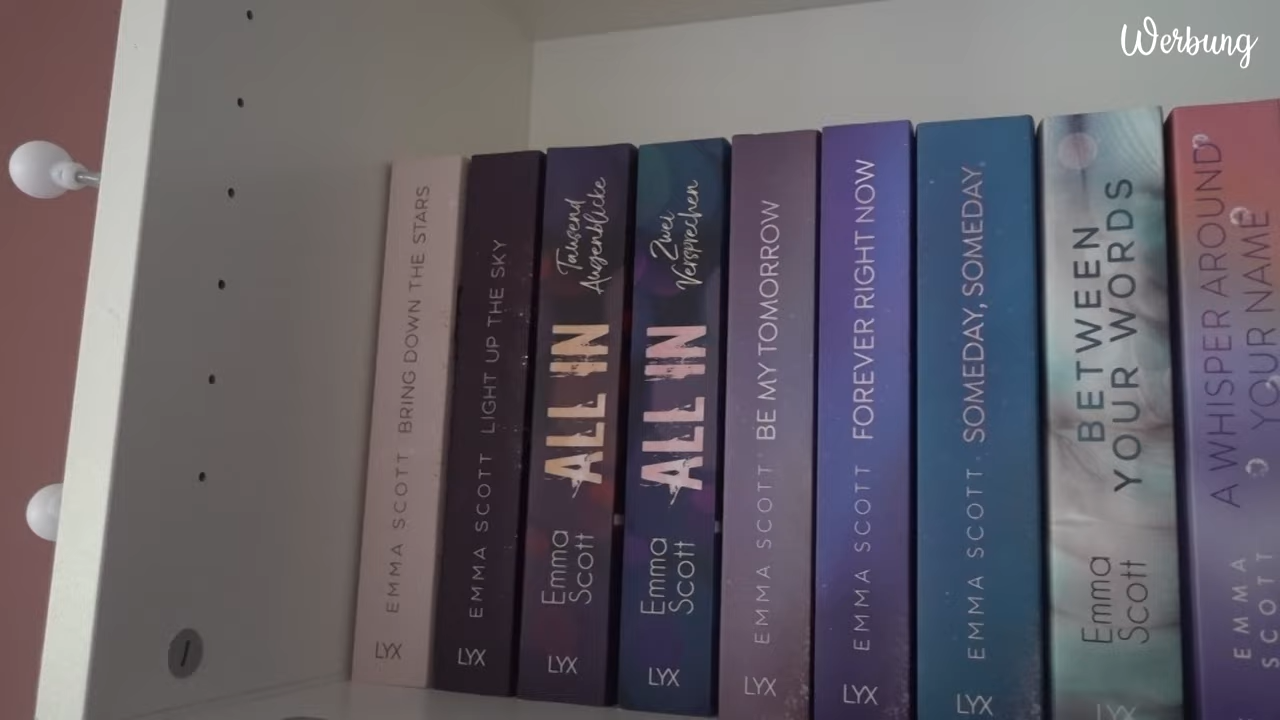 Werbung
EMMA SCOTT BRING DOWN THE STARS
LYX
EMMA SCOTT LIGHT UP THE SKY
LYX
Tausend
Augenblicke
ALL IN
Emma
Scott
LYX
Zwei
Versprechen
ALL IN
Emma
Scott
LYX
EMMA SCOTT BE MY TOMORROW
LYX
EMMA SCOTT FOREVER RIGHT NOW
LYX
EMMA SCOTT SOMEDAY, SOMEDAY
LYX
BETWEEN
YOUR WORDS
Emma
Scott
LYX
A WHISPER AROUND
YOUR NAME
EMMA
SCOTT